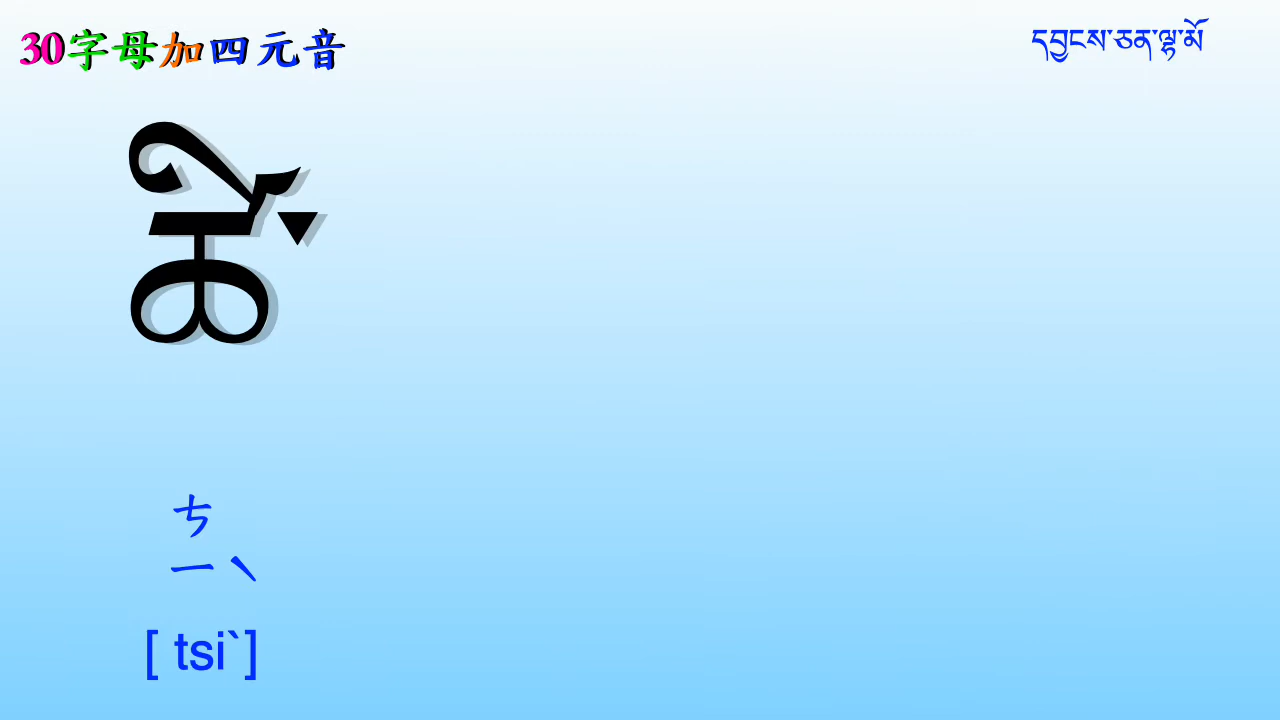 30字母加四元音
དབྱངས་ཅན་ལྷ་མོ
ཚི་
ㄘ
ㄧˋ
[ tsi`]